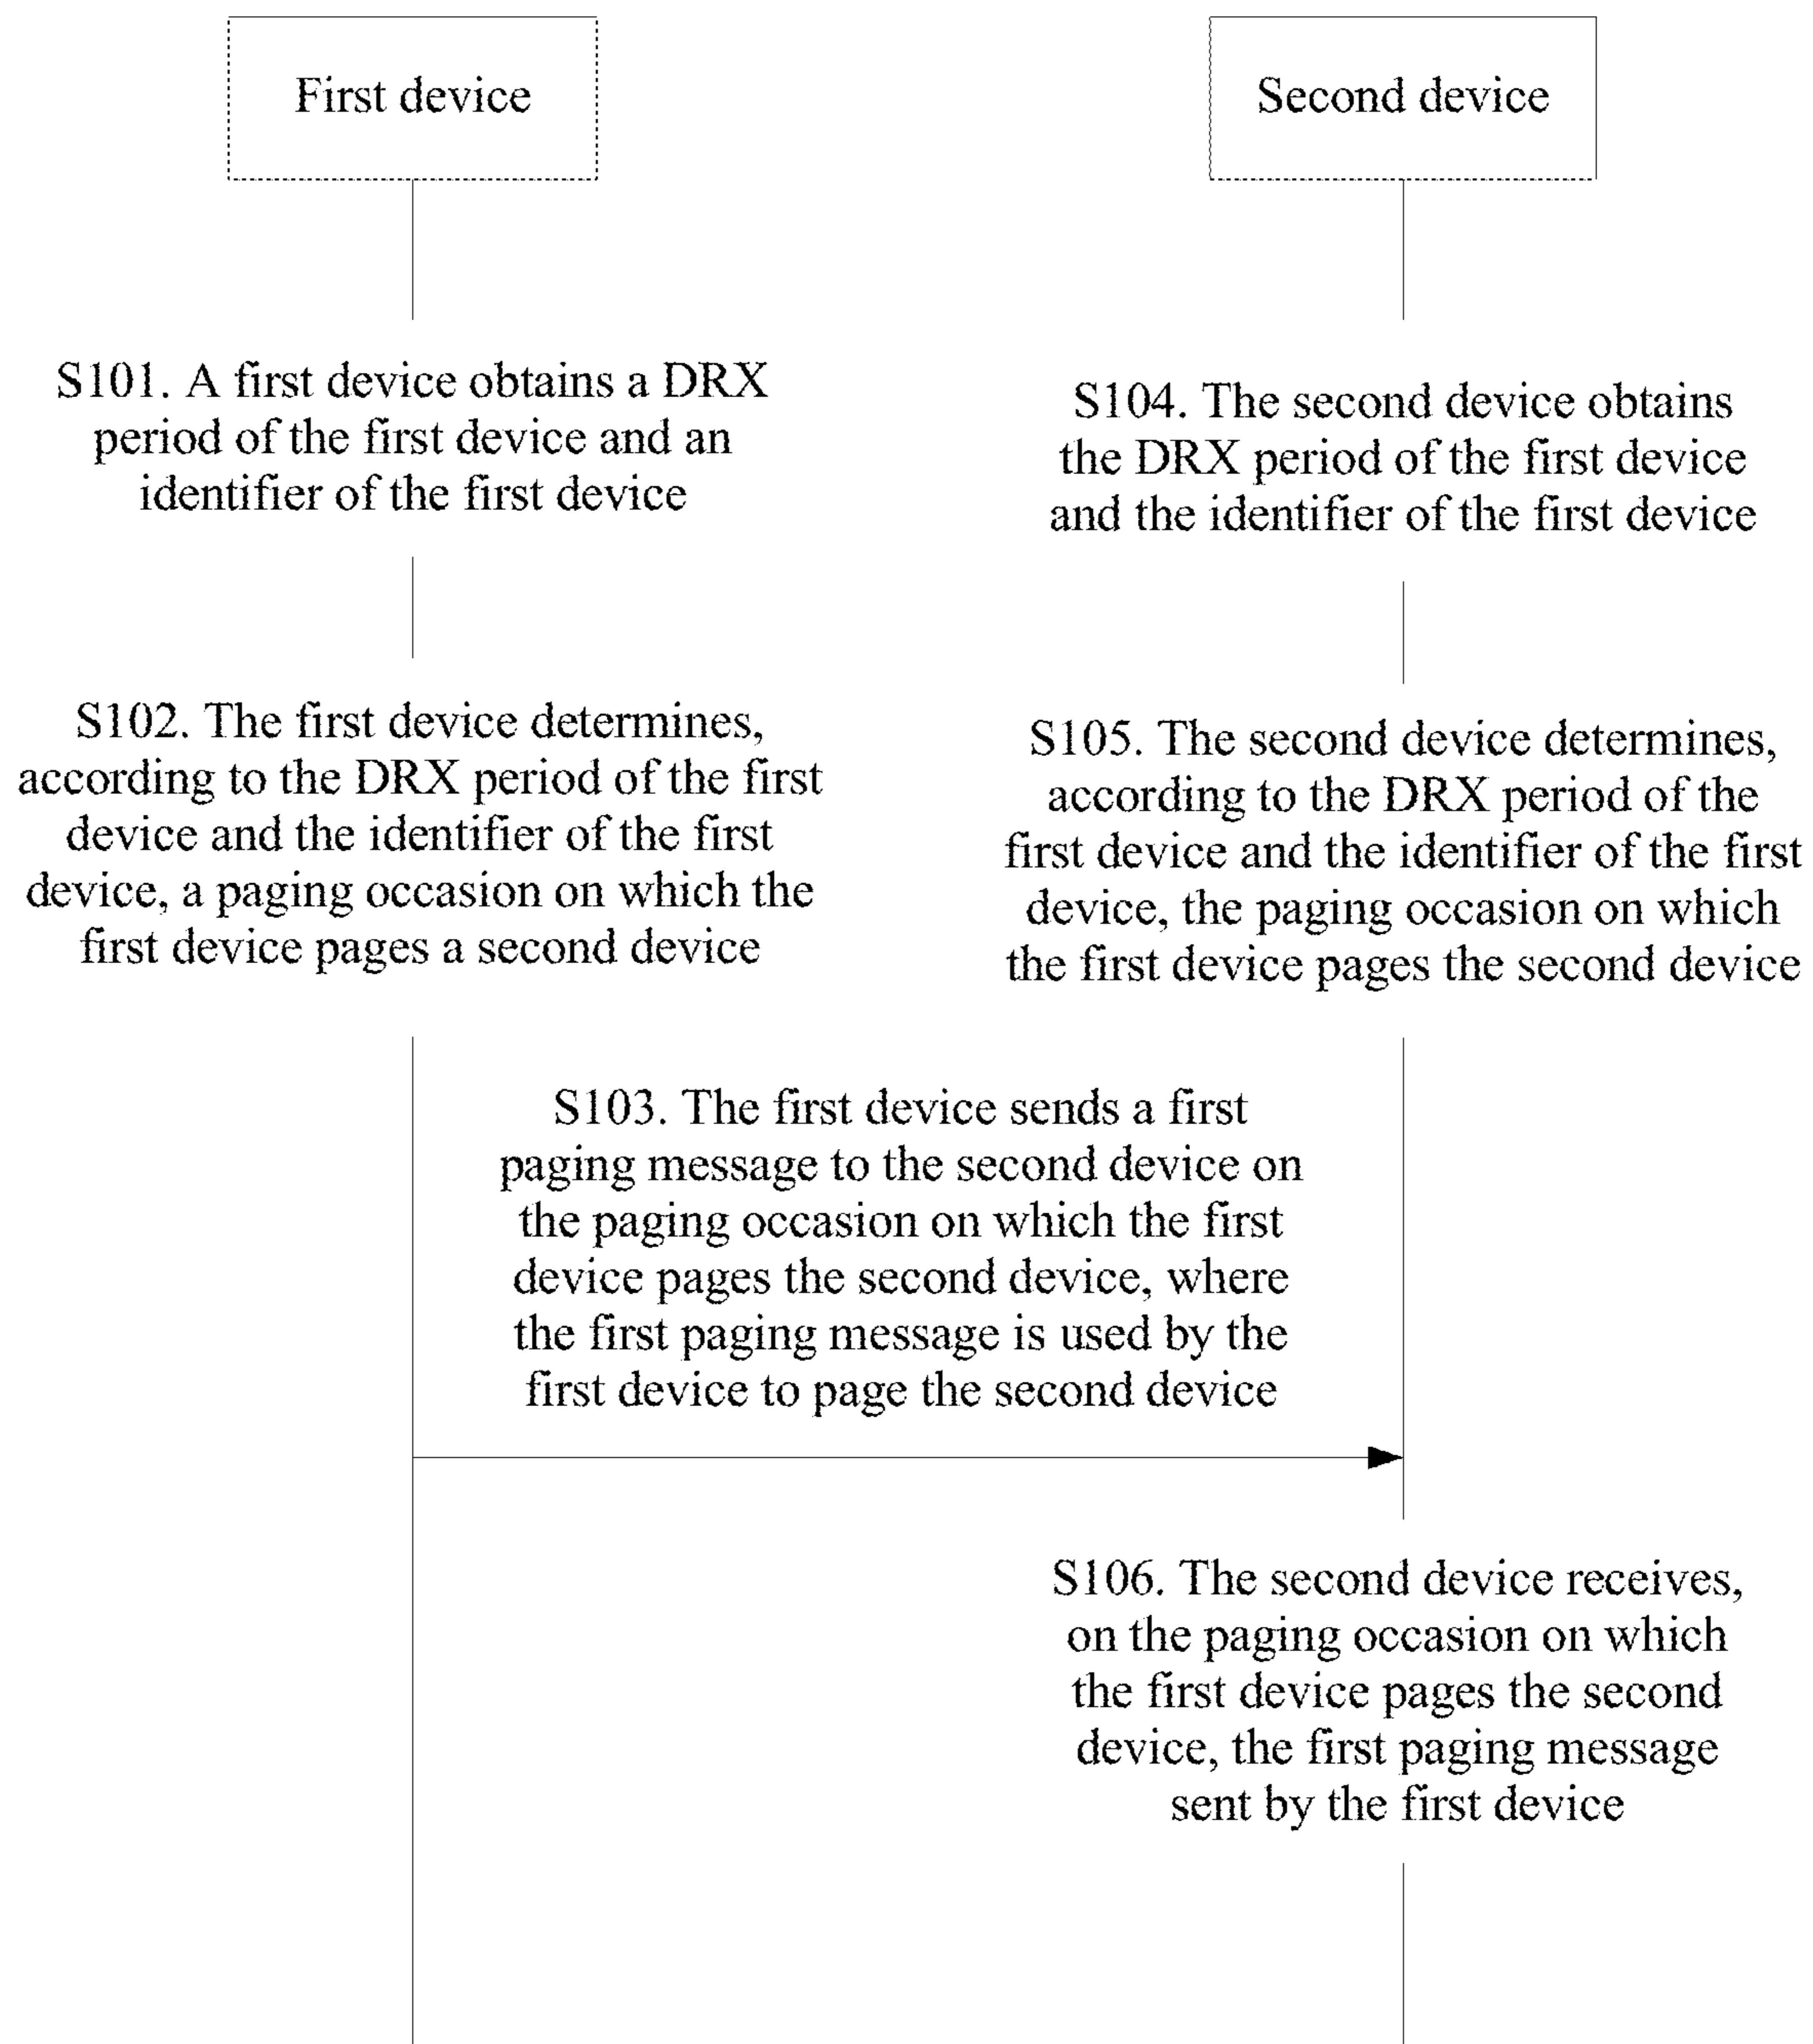 First device
Second device
S101. A first device obtains a DRX
period of the first device and an
identifier of the first device
S104. The second device obtains
the DRX period of the first device
and the identifier of the first device
S102. The first device determines,
according to the DRX period of the first
device and the identifier of the first
device, a paging occasion on which the
first device pages a second device
S105. The second device determines,
according to the DRX period of the
first device and the identifier of the first
device, the paging occasion on which
the first device pages the second device
S103. The first device sends a first
paging message to the second device on
the paging occasion on which the first
device pages the second device, where
the first paging message is used by the
first device to page the second device
S106. The second device receives,
on the paging occasion on which
the first device pages the second
device, the first paging message
sent by the first device